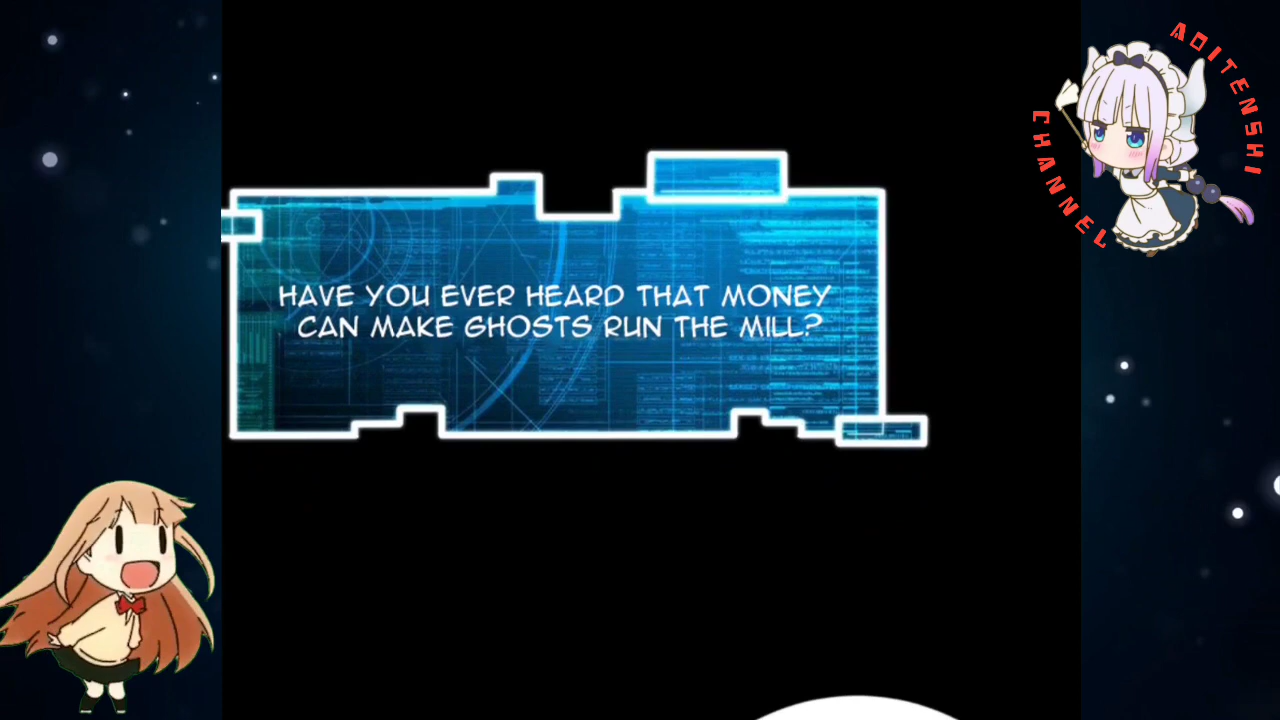 HAVE YOU EVER HEARD THAT MONEY
CAN MAKE GHOSTS RUN THE MILL?
AOITENSHI
CHANNEL